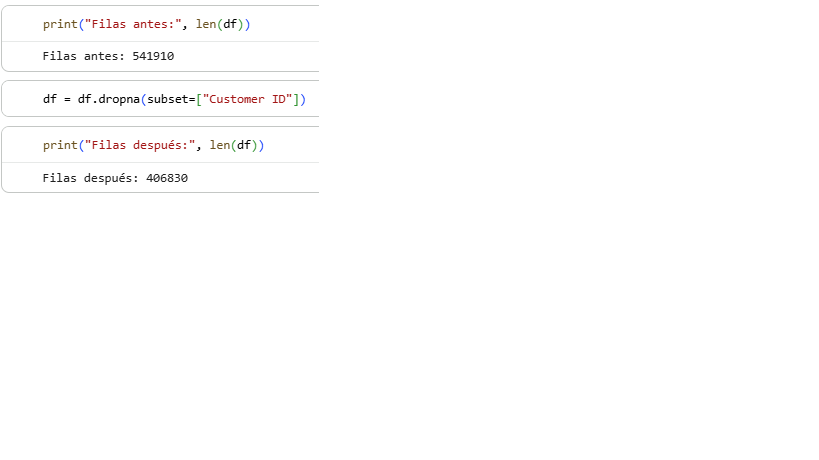 print("Filas antes:", len(df))
Filas antes: 541910
df = df.dropna(subset=["Customer ID"])
print("Filas después:", len(df))
Filas después: 406830